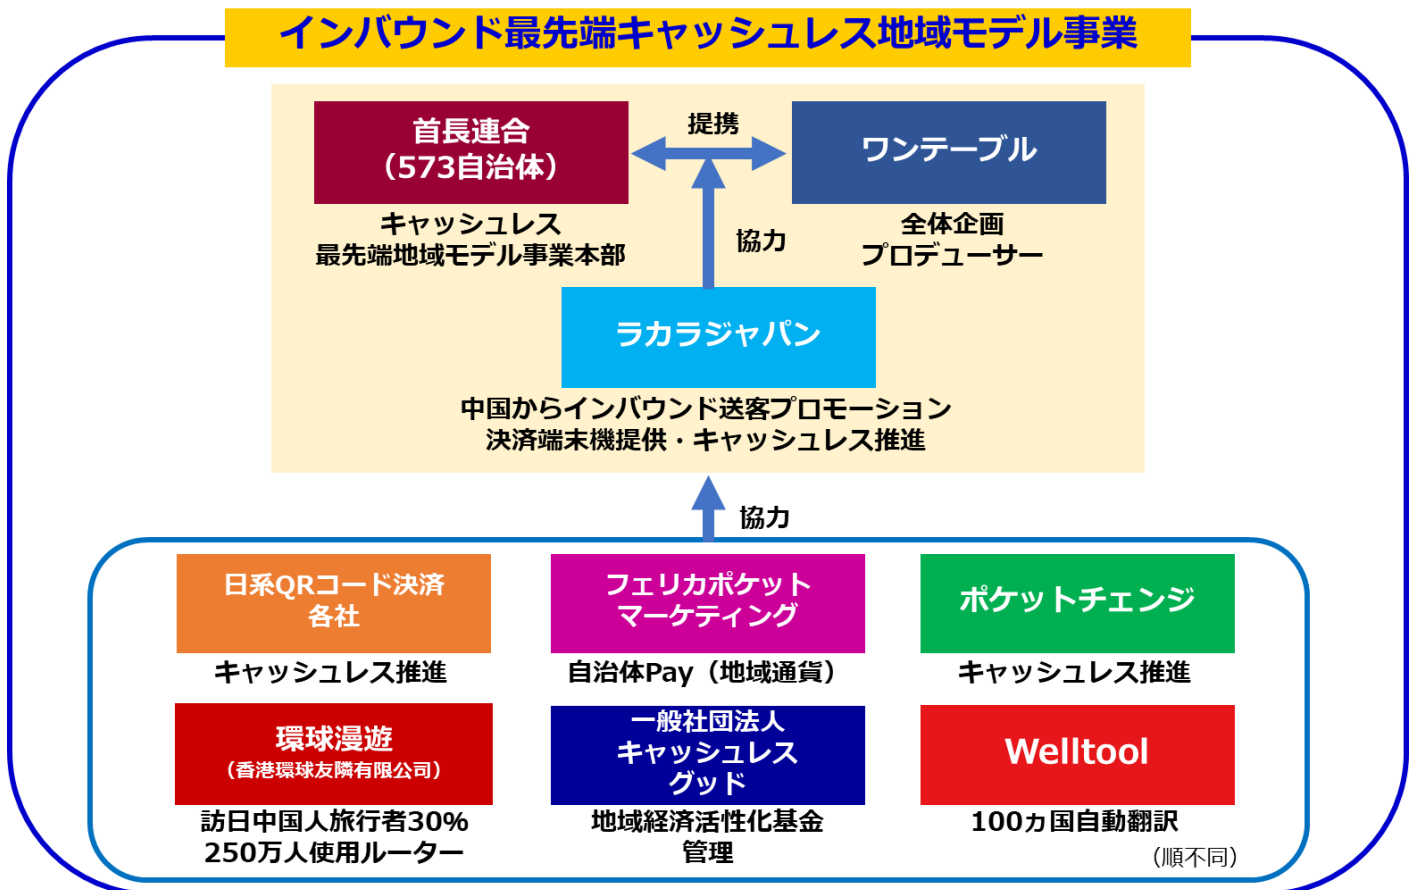 インバウンド最先端キャッシュレス地域モデル事業
首長連合
（573自治体）
提携
ワンテーブル
キャッシュレス
最先端地域モデル事業本部
全体企画
プロデューサー
協力
ラカラジャパン
中国からインバウンド送客プロモーション
決済端末機提供・キャッシュレス推進
協力
日系QRコード決済
各社
キャッシュレス推進
フェリカポケット
マーケティング
自治体Pay（地域通貨）
ポケットチェンジ
キャッシュレス推進
環球漫遊
（香港環球友隣有限公司）
訪日中国人旅行者30%
250万人使用ルーター
一般社団法人
キャッシュレス
グッド
地域経済活性化基金
管理
Welltool
100ヵ国自動翻訳
（順不同）